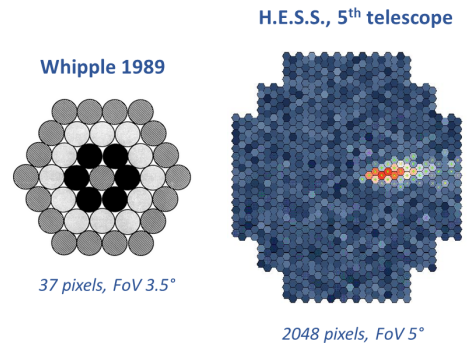 H.E.S.S., 5th telescope
Whipple 1989
37 pixels, FoV 3.5°
2048 pixels, FoV 5°